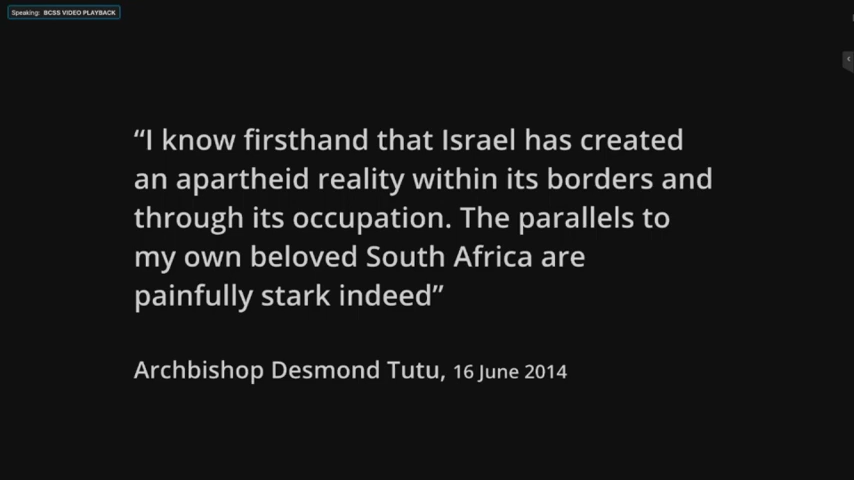 Speaking: BCSS VIDEO PLAYBACK
“I know firsthand that Israel has created
an apartheid reality within its borders and
through its occupation. The parallels to
my own beloved South Africa are
painfully stark indeed”
Archbishop Desmond Tutu, 16 June 2014